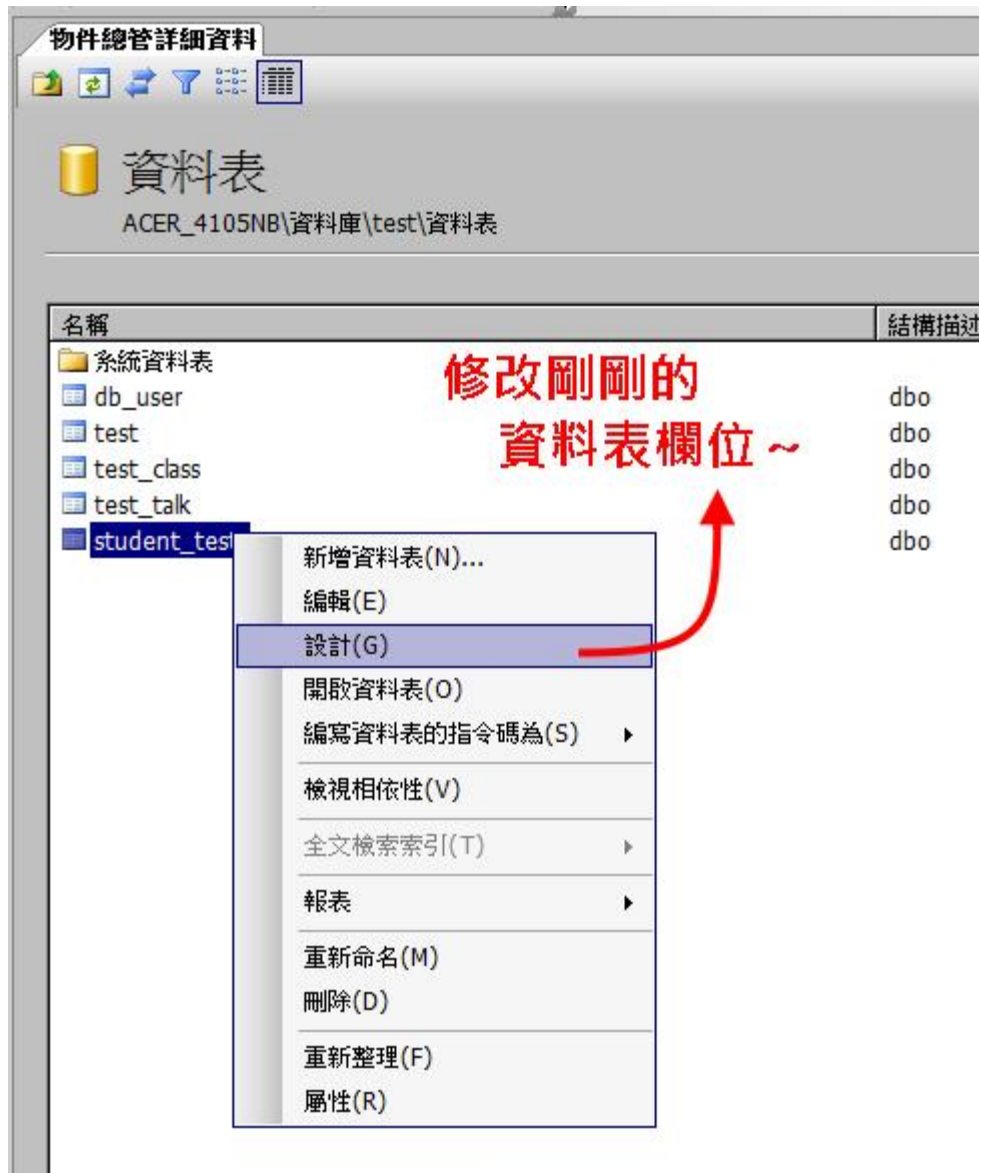 物件總管詳細資料
資料表
ACER_4105NB\資料庫\test\資料表
名稱 結構描述
系統資料表
db_user dbo
test dbo
test_class dbo
test_talk dbo
student_test dbo
修改剛剛的
資料表欄位~
新增資料表(N)...
編輯(E)
設計(G)
開啟資料表(O)
編寫資料表的指令碼為(S)
檢視相依性(V)
全文檢索索引(T)
報表
重新命名(M)
刪除(D)
重新整理(F)
屬性(R)